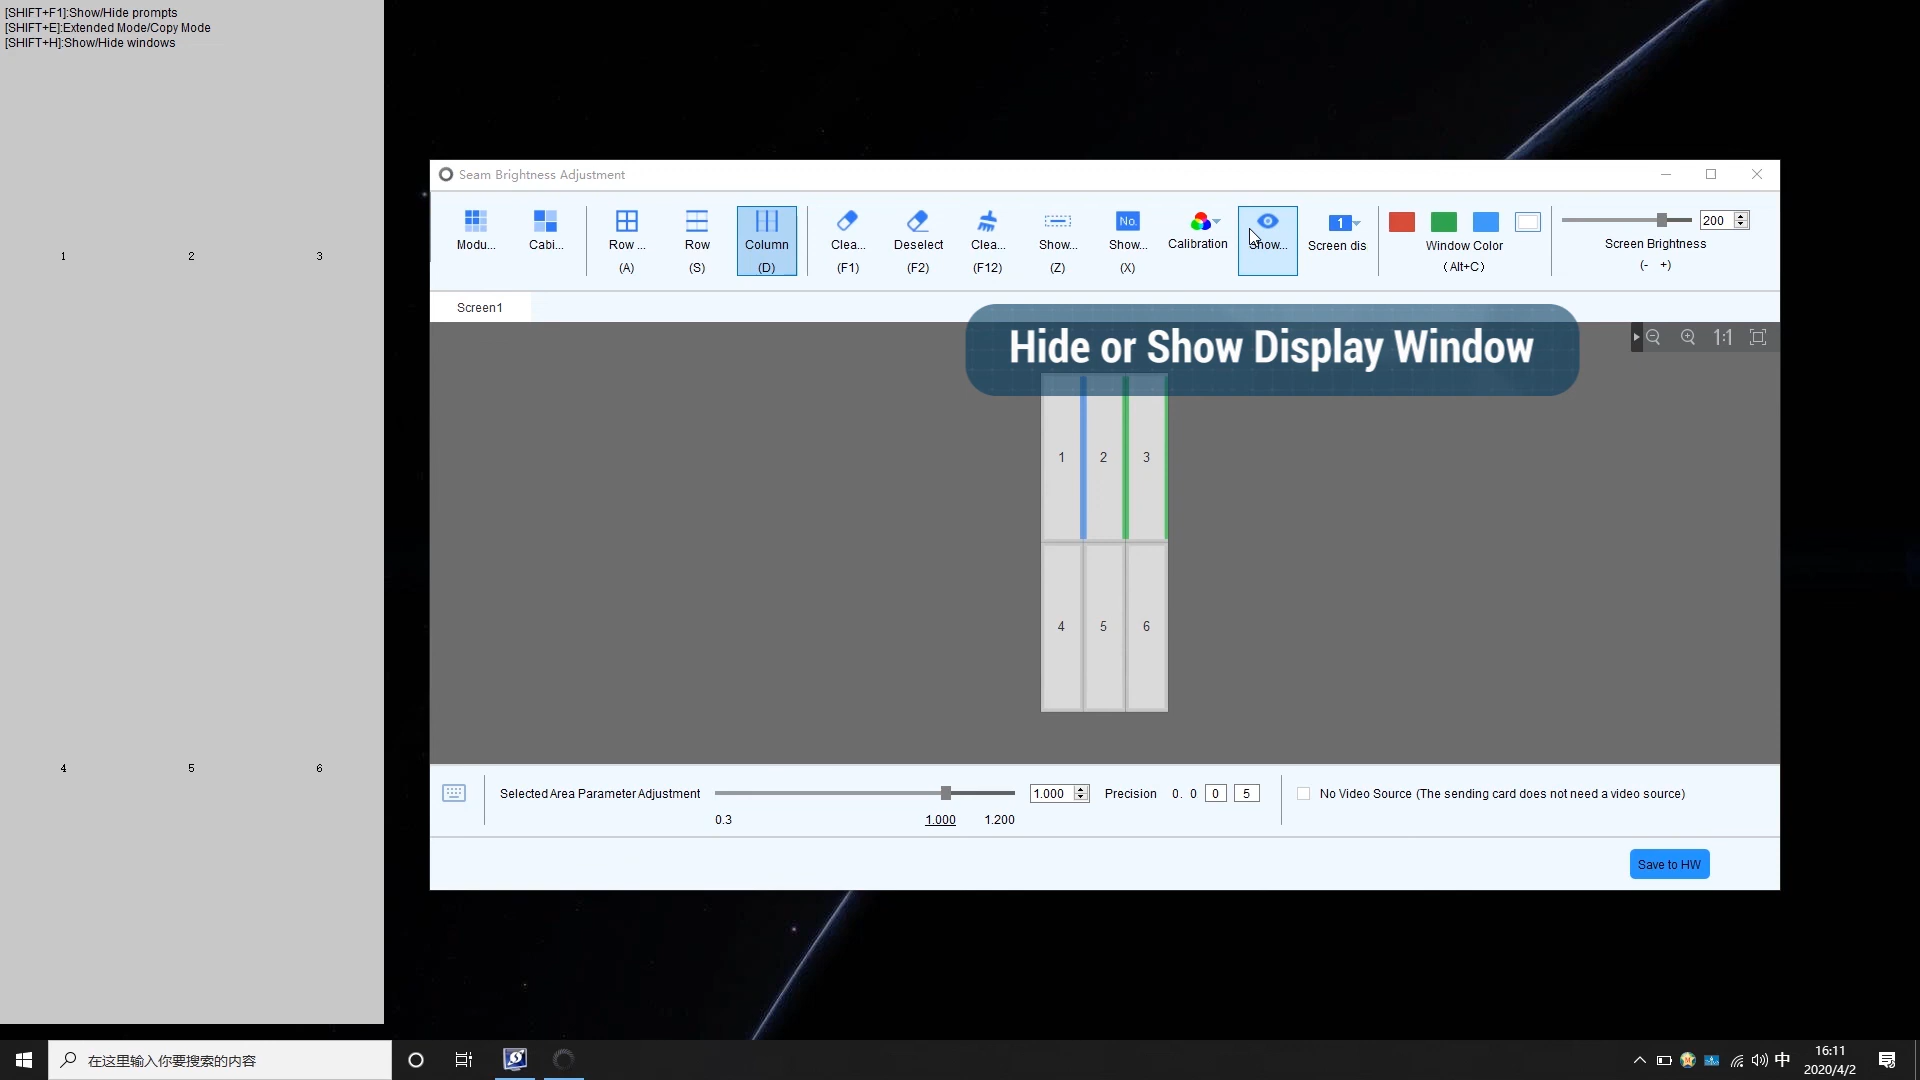 [SHIFT+F1]:Show/Hide prompts
[SHIFT+E]:Extended Mode/Copy Mode
[SHIFT+H]:Show/Hide windows
1 2 3
4 5 6
Seam Brightness Adjustment
Modu...
Cabi...
Row ...
(A)
Row
(S)
Column
(D)
Clea...
(F1)
Deselect
(F2)
Clea...
(F12)
Show...
(Z)
No.
Show...
(X)
Calibration
Show...
1
Screen dis
Window Color
(Alt+C)
200
Screen Brightness
(- +)
Screen1
Hide or Show Display Window
1:1
1 2 3
4 5 6
Selected Area Parameter Adjustment
1.000
Precision 0. 0 0 5
No Video Source (The sending card does not need a video source)
0.3 1.000 1.200
Save to HW
在这里输入你要搜索的内容
中
16:11
2020/4/2